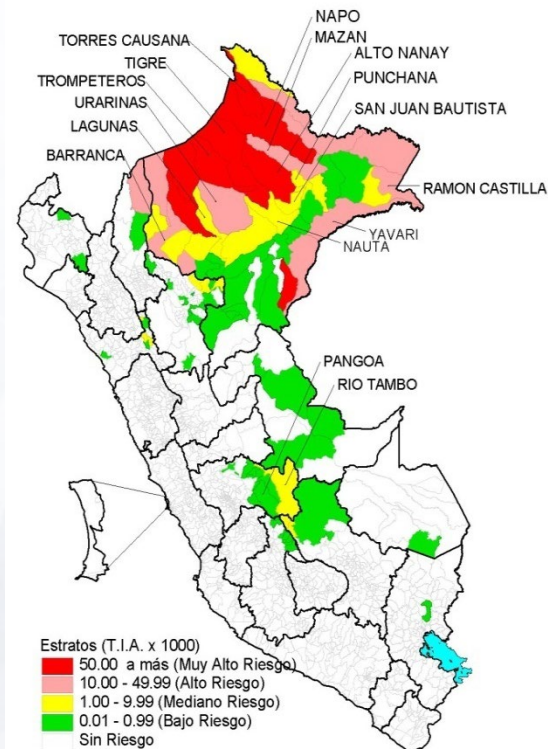 NAPO
MAZAN
TORRES CAUSANA
ALTO NANAY
TIGRE
PUNCHANA
TROMPETEROS
URARINAS
SAN JUAN BAUTISTA
LAGUNAS
BARRANCA
RAMON CASTILLA
YAVARI
NAUTA
PANGOA
RIO TAMBO
Estratos (T.I.A. x 1000)
50.00 a más (Muy Alto Riesgo)
10.00 - 49.99 (Alto Riesgo)
1.00 - 9.99 (Mediano Riesgo)
0.01 - 0.99 (Bajo Riesgo)
Sin Riesgo